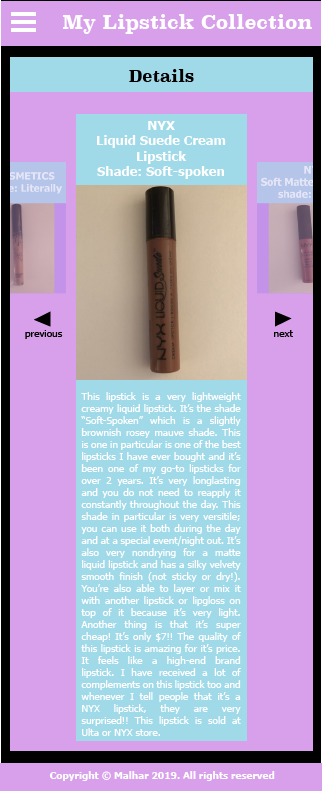 My Lipstick Collection
Details
NYX
Liquid Suede Cream
Lipstick
Shade: Soft-spoken
SMETICS
e: Literally
NY
Soft Matte
shade:
NYX LIQUID Suede
previous
next
This lipstick is a very lightweight
creamy liquid lipstick. It's the shade
"Soft-Spoken" which is a slightly
brownish rosey mauve shade. This
is one in particular is one of the best
lipsticks I have ever bought and it's
been one of my go-to lipsticks for
over 2 years. It's very longlasting
and you do not need to reapply it
constantly throughout the day. This
shade in particular is very versitile;
you can use it both during the day
and at a special event/night out. It's
also very nondrying for a matte
liquid lipstick and has a silky velvety
smooth finish (not sticky or dry!).
You're also able to layer or mix it
with another lipstick or lipgloss on
top of it because it's very light.
Another thing is that it's super
cheap! It's only $7!! The quality of
this lipstick is amazing for it's price.
It feels like a high-end brand
lipstick. I have received a lot of
complements on this lipstick too and
whenever I tell people that it's a
NYX lipstick, they are very
surprised!! This lipstick is sold at
Ulta or NYX store.
Copyright © Malhar 2019. All rights reserved